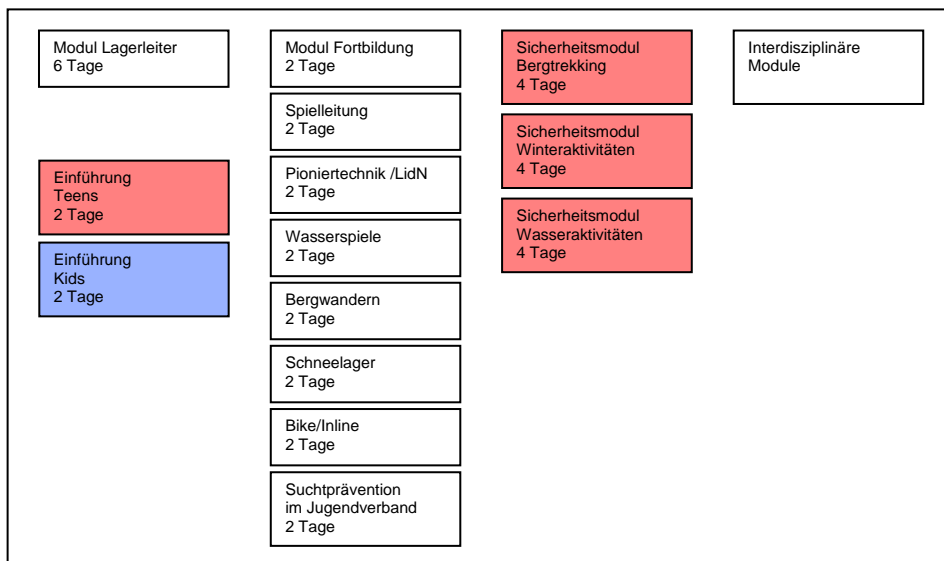 Modul Lagerleiter
6 Tage
Einführung
Teens
2 Tage
Einführung
Kids
2 Tage
Modul Fortbildung
2 Tage
Spielleitung
2 Tage
Pioniertechnik /LidN
2 Tage
Wasserspiele
2 Tage
Bergwandern
2 Tage
Schneelager
2 Tage
Bike/Inline
2 Tage
Suchtprävention
im Jugendverband
2 Tage
Sicherheitsmodul
Bergtrekking
4 Tage
Sicherheitsmodul
Winteraktivitäten
4 Tage
Sicherheitsmodul
Wasseraktivitäten
4 Tage
Interdisziplinäre
Module